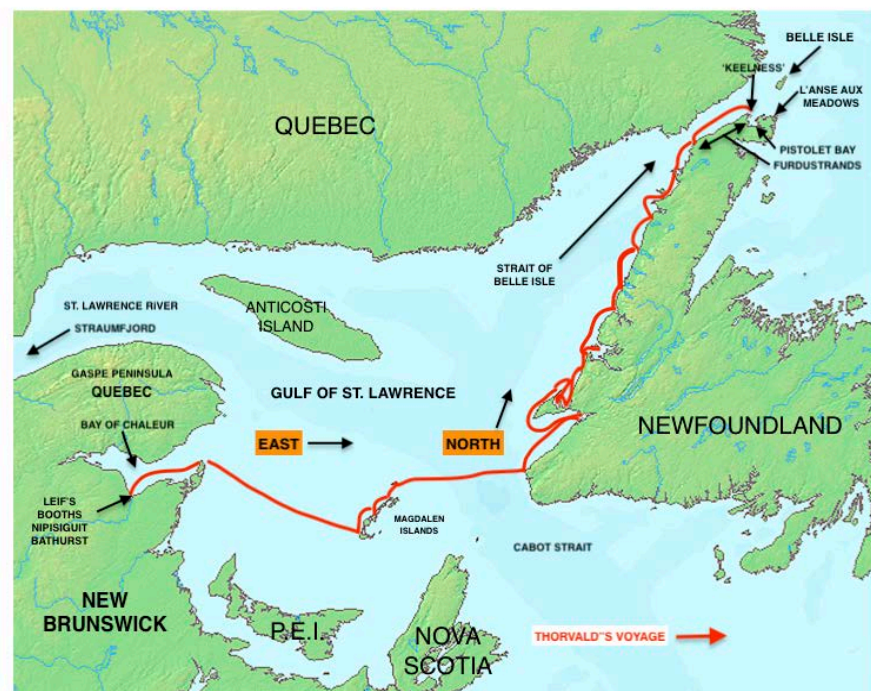 BELLE ISLE
'KEELNESS'
L'ANSE AUX
MEADOWS
QUEBEC
PISTOLET BAY
FURDUSTRANDS
STRAIT OF
BELLE ISLE
ST. LAWRENCE RIVER
STRAUMFJORD
ANTICOSTI
ISLAND
GASPE PENINSULA
QUEBEC
GULF OF ST. LAWRENCE
BAY OF CHALEUR
EAST
NORTH
NEWFOUNDLAND
LEIF'S
BOOTHS
NIPISIGUIT
BATHURST
MAGDALEN
ISLANDS
CABOT STRAIT
NEW
BRUNSWICK
P.E.I.
NOVA
SCOTIA
THORVALD"S VOYAGE